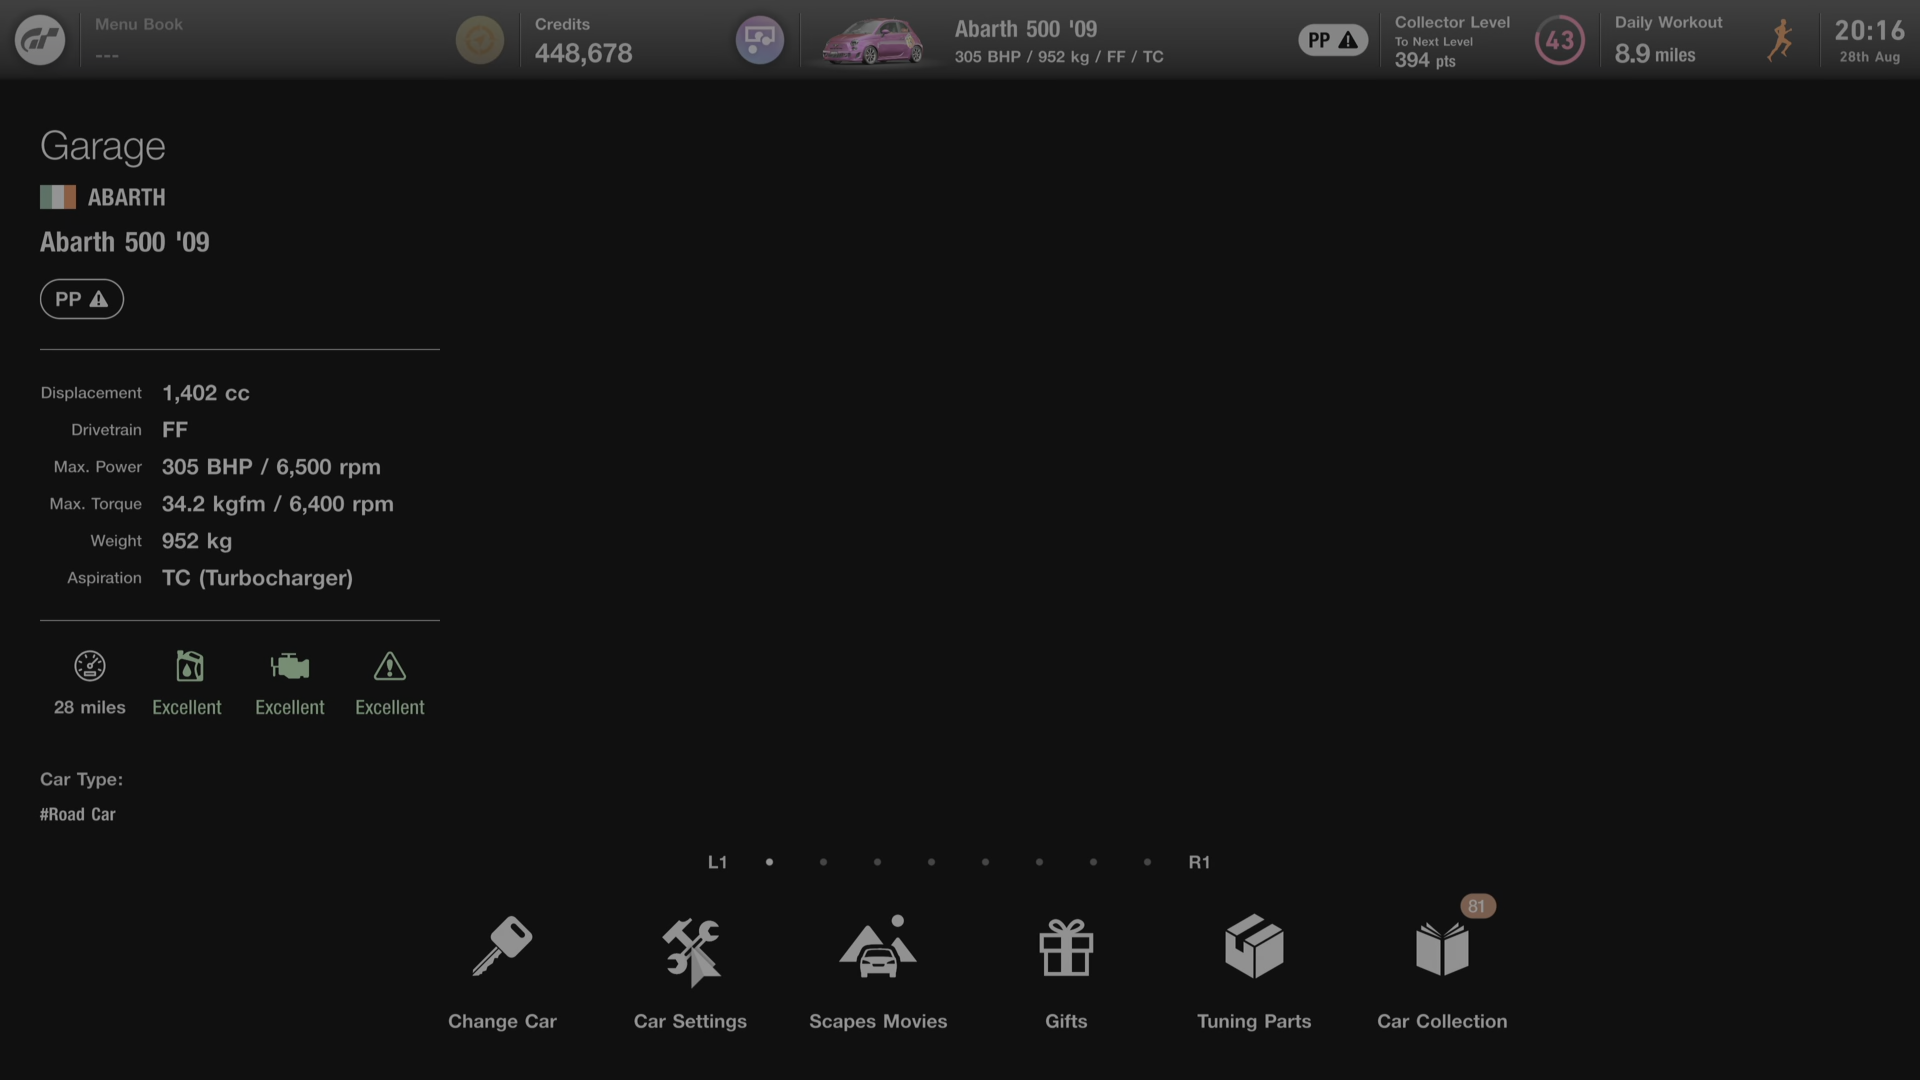 Menu Book
---
Credits
448,678
Abarth 500 '09
305 BHP / 952 kg / FF / TC
PP
Collector Level
To Next Level
394 pts
43
Daily Workout
8.9 miles
20:16
28th Aug
Garage
ABARTH
Abarth 500 '09
PP
Displacement 1,402 cc
Drivetrain FF
Max. Power 305 BHP / 6,500 rpm
Max. Torque 34.2 kgfm / 6,400 rpm
Weight 952 kg
Aspiration TC (Turbocharger)
28 miles Excellent Excellent Excellent
Car Type:
#Road Car
L1 R1
81
Change Car Car Settings Scapes Movies Gifts Tuning Parts Car Collection